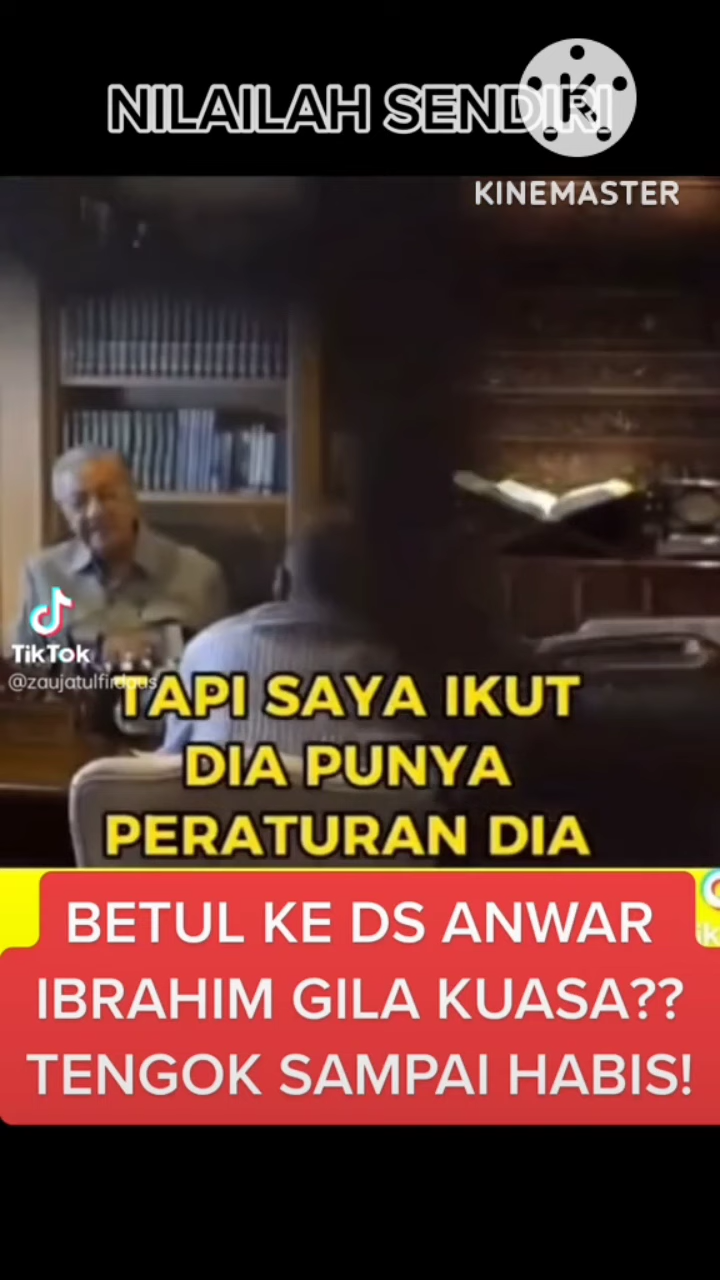 NILAILAH SENDIRI
KINEMASTER
TikTok
@zaujatulfirdaus
TAPI SAYA IKUT
DIA PUNYA
PERATURAN DIA
BETUL KE DS ANWAR
IBRAHIM GILA KUASA??
TENGOK SAMPAI HABIS!